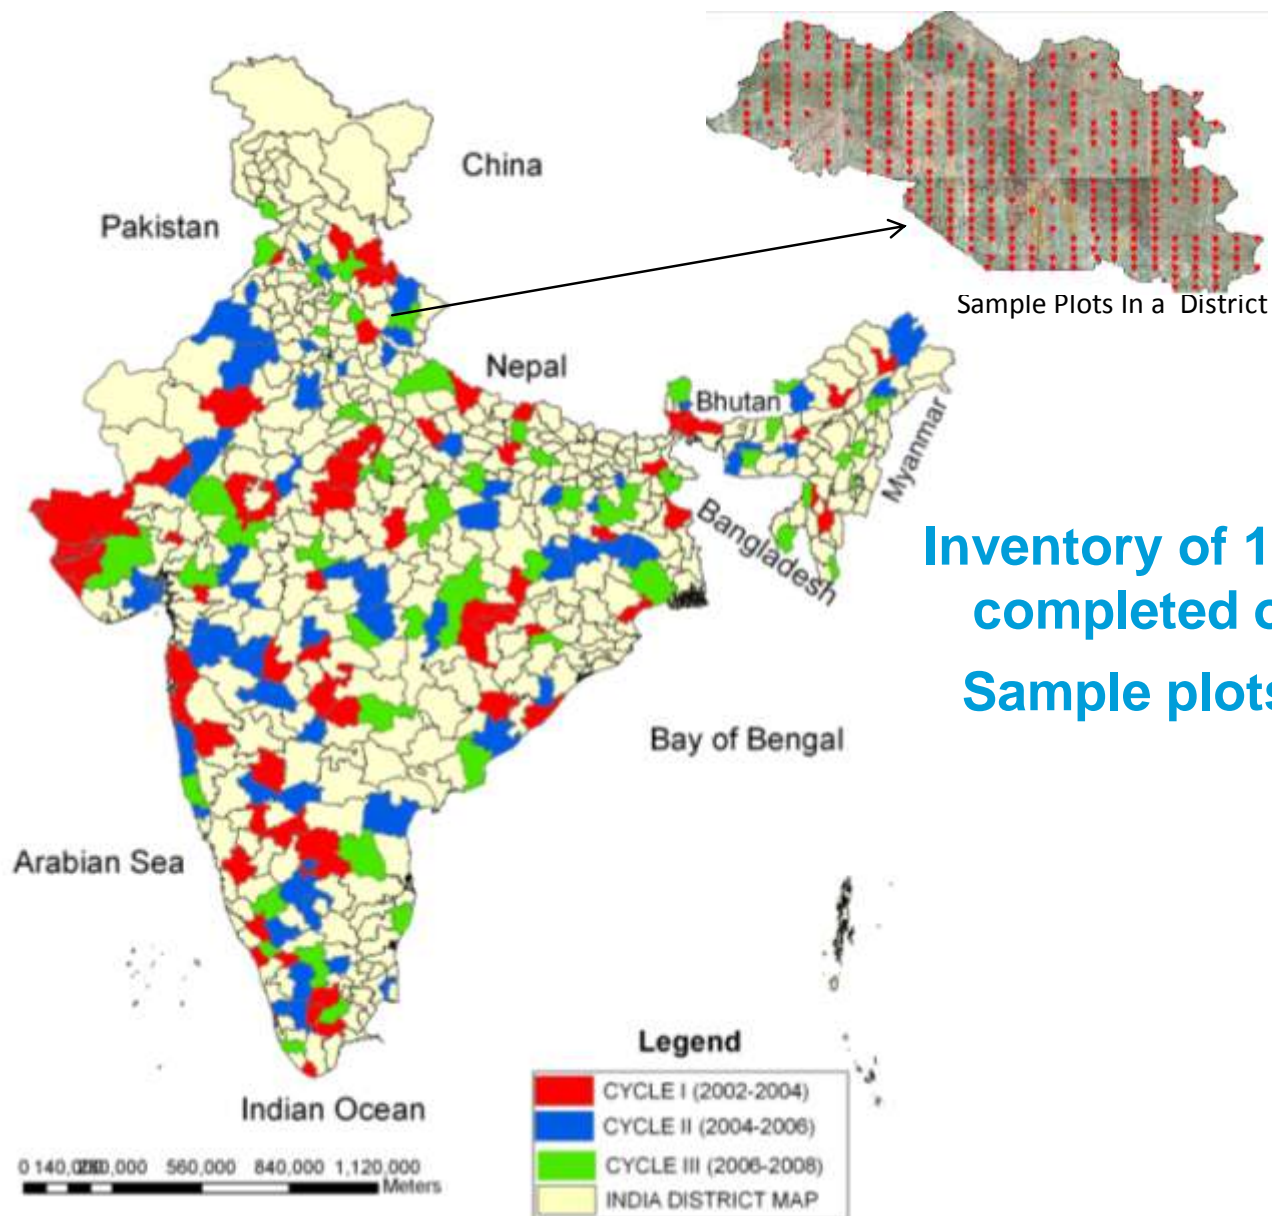 Sample Plots In a District
China
Pakistan
Nepal
Bhutan
Myanmar
Bangladesh
Inventory of 1
completed
Sample plots
Bay of Bengal
Arabian Sea
Indian Ocean
Legend
CYCLE I (2002-2004)
CYCLE II (2004-2006)
CYCLE III (2006-2008)
INDIA DISTRICT MAP
0 560,000 840,000 1,120,000
Meters